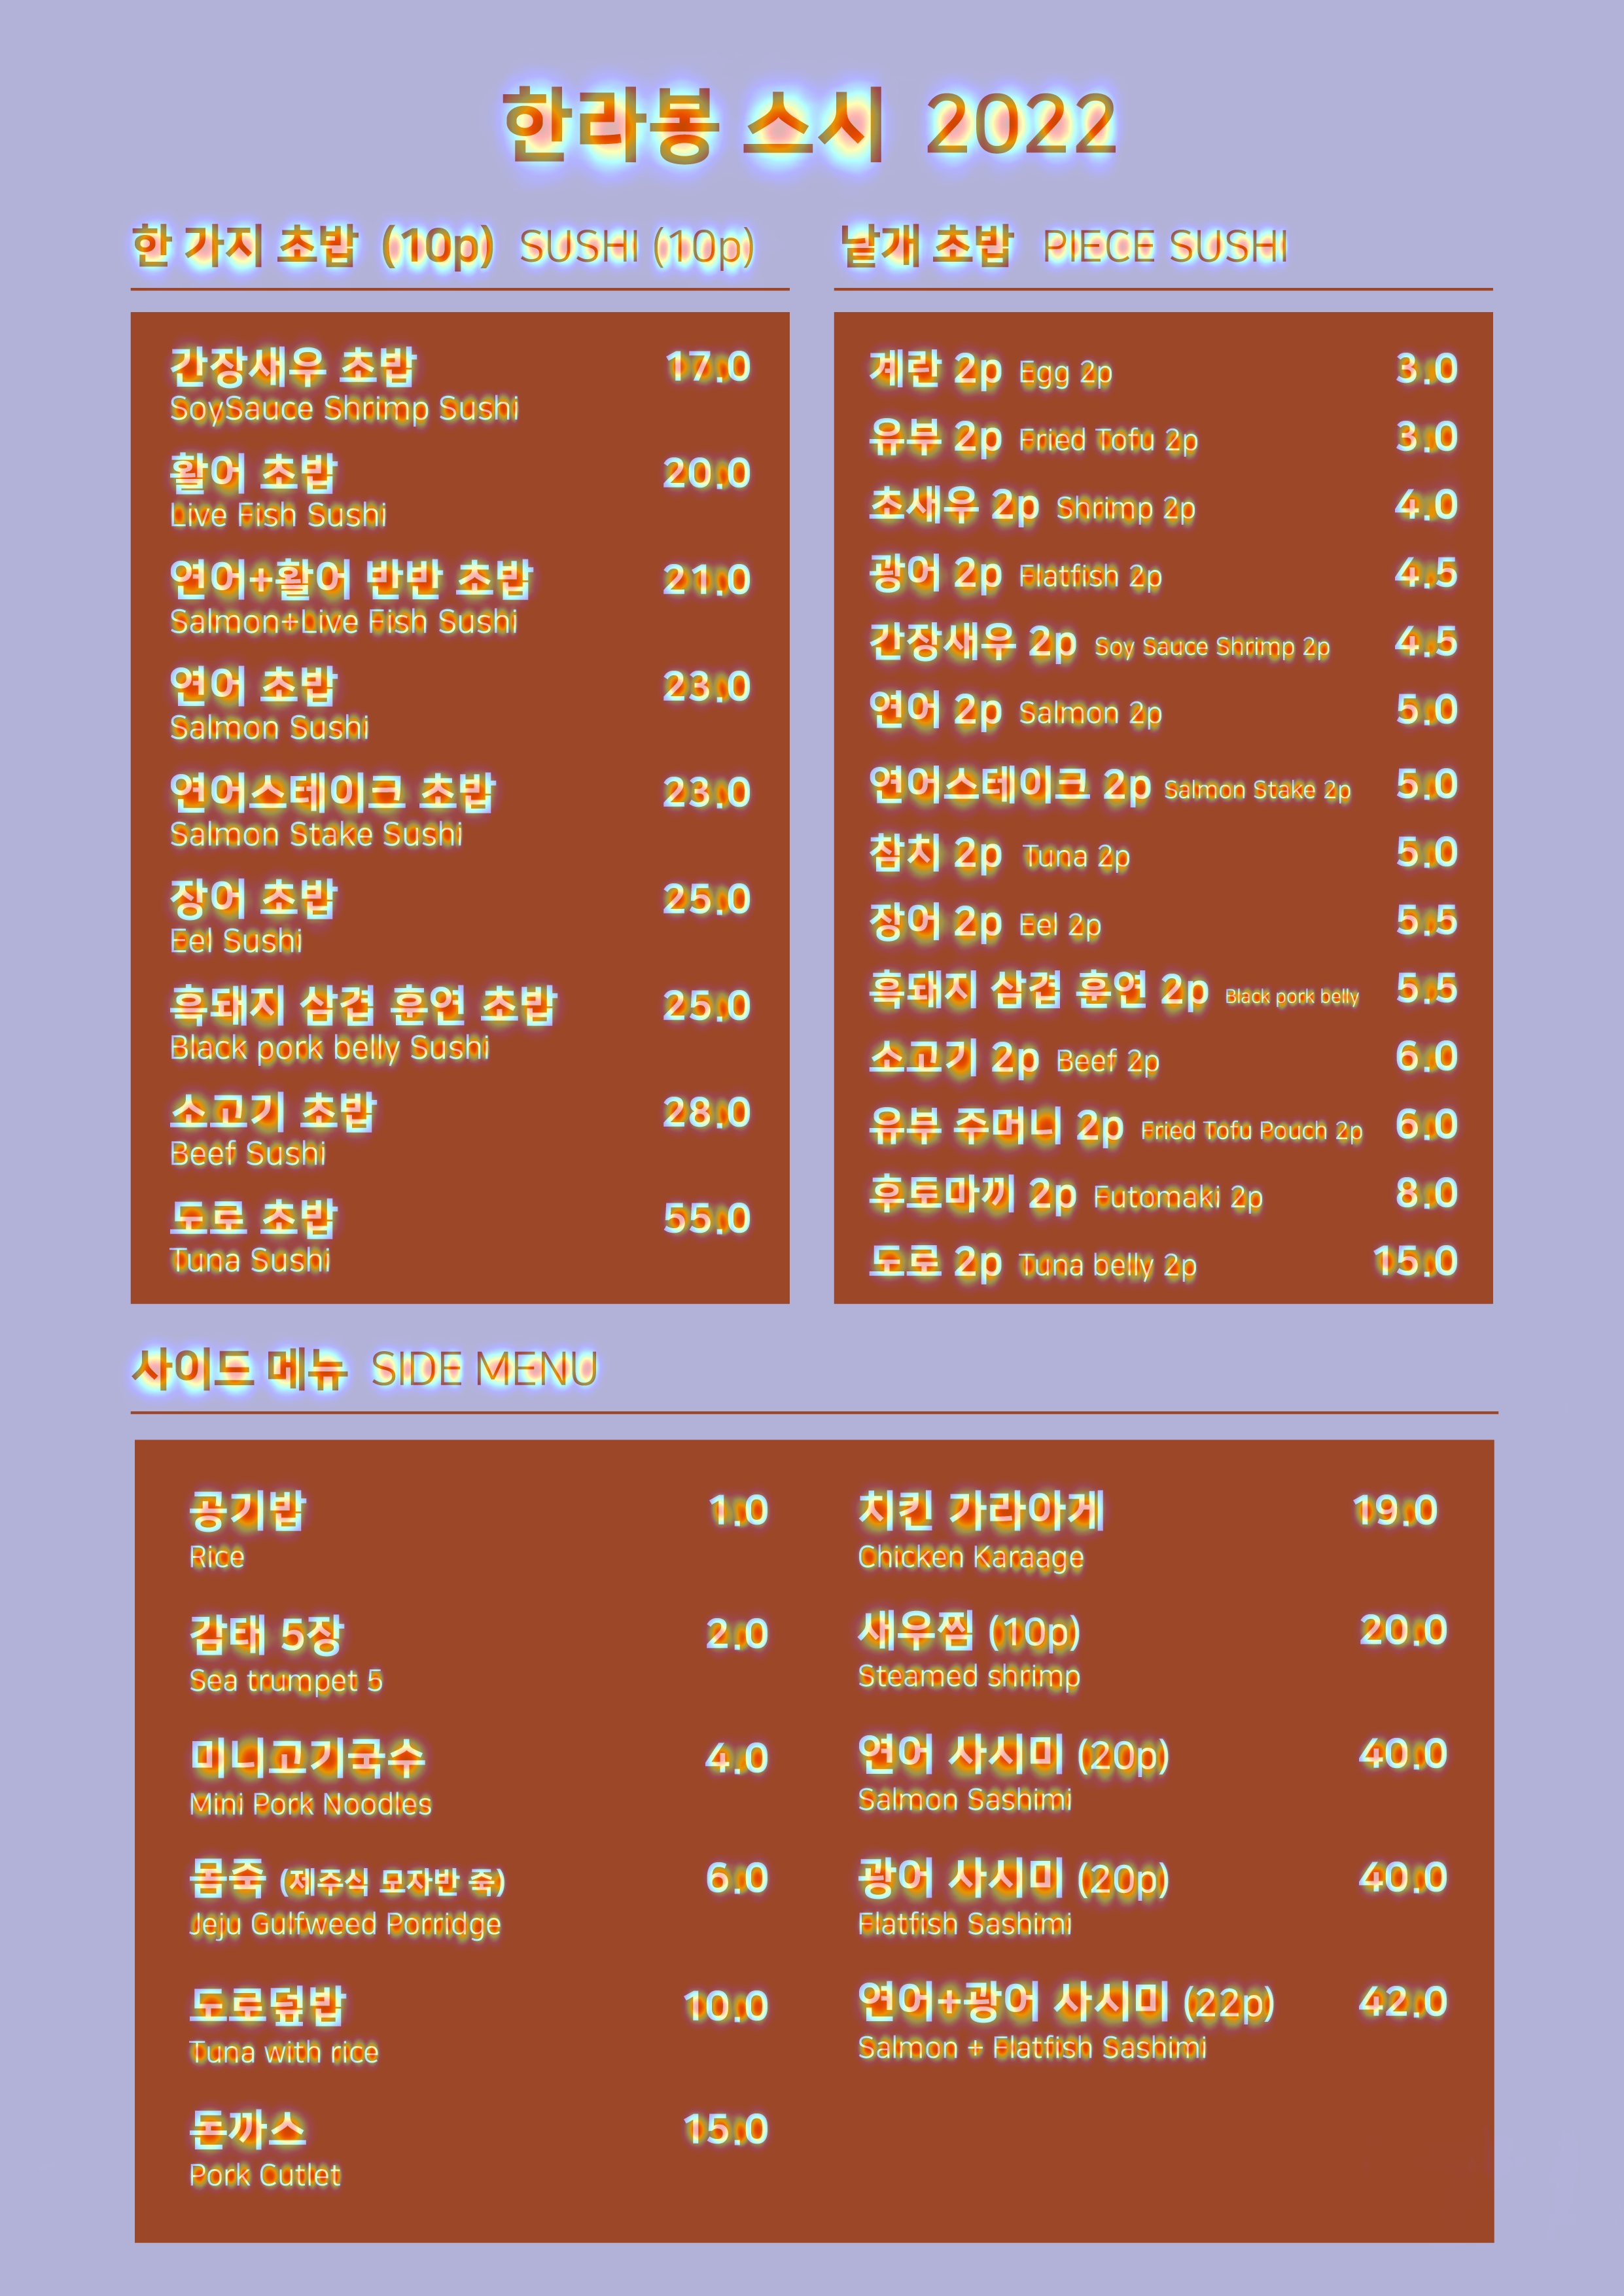 한라봉 스시 2022
한 가지 초밥 (10p) SUSHI (10p)
간장새우 초밥 17.0
SoySauce Shrimp Sushi
활어 초밥 20.0
Live Fish Sushi
연어+활어 반반 초밥 21.0
Salmon+Live Fish Sushi
연어 초밥 23.0
Salmon Sushi
연어스테이크 초밥 23.0
Salmon Stake Sushi
장어 초밥 25.0
Eel Sushi
흑돼지 삼겹 훈연 초밥 25.0
Black pork belly Sushi
소고기 초밥 28.0
Beef Sushi
도로 초밥 55.0
Tuna Sushi
낱개 초밥 PIECE SUSHI
계란 2p Egg 2p 3.0
유부 2p Fried Tofu 2p 3.0
초새우 2p Shrimp 2p 4.0
광어 2p Flatfish 2p 4.5
간장새우 2p Soy Sauce Shrimp 2p 4.5
연어 2p Salmon 2p 5.0
연어스테이크 2p Salmon Stake 2p 5.0
참치 2p Tuna 2p 5.0
장어 2p Eel 2p 5.5
흑돼지 삼겹 훈연 2p Black pork belly 5.5
소고기 2p Beef 2p 6.0
유부 주머니 2p Fried Tofu Pouch 2p 6.0
후토마끼 2p Futomaki 2p 8.0
도로 2p Tuna belly 2p 15.0
사이드 메뉴 SIDE MENU
공기밥 1.0
Rice
감태 5장 2.0
Sea trumpet 5
미니고기국수 4.0
Mini Pork Noodles
몸죽 (제주식 모자반 죽) 6.0
Jeju Gulfweed Porridge
도로덮밥 10.0
Tuna with rice
돈까스 15.0
Pork Cutlet
치킨 가라아게 19.0
Chicken Karaage
새우찜 (10p) 20.0
Steamed shrimp
연어 사시미 (20p) 40.0
Salmon Sashimi
광어 사시미 (20p) 40.0
Flatfish Sashimi
연어+광어 사시미 (22p) 42.0
Salmon + Flatfish Sashimi